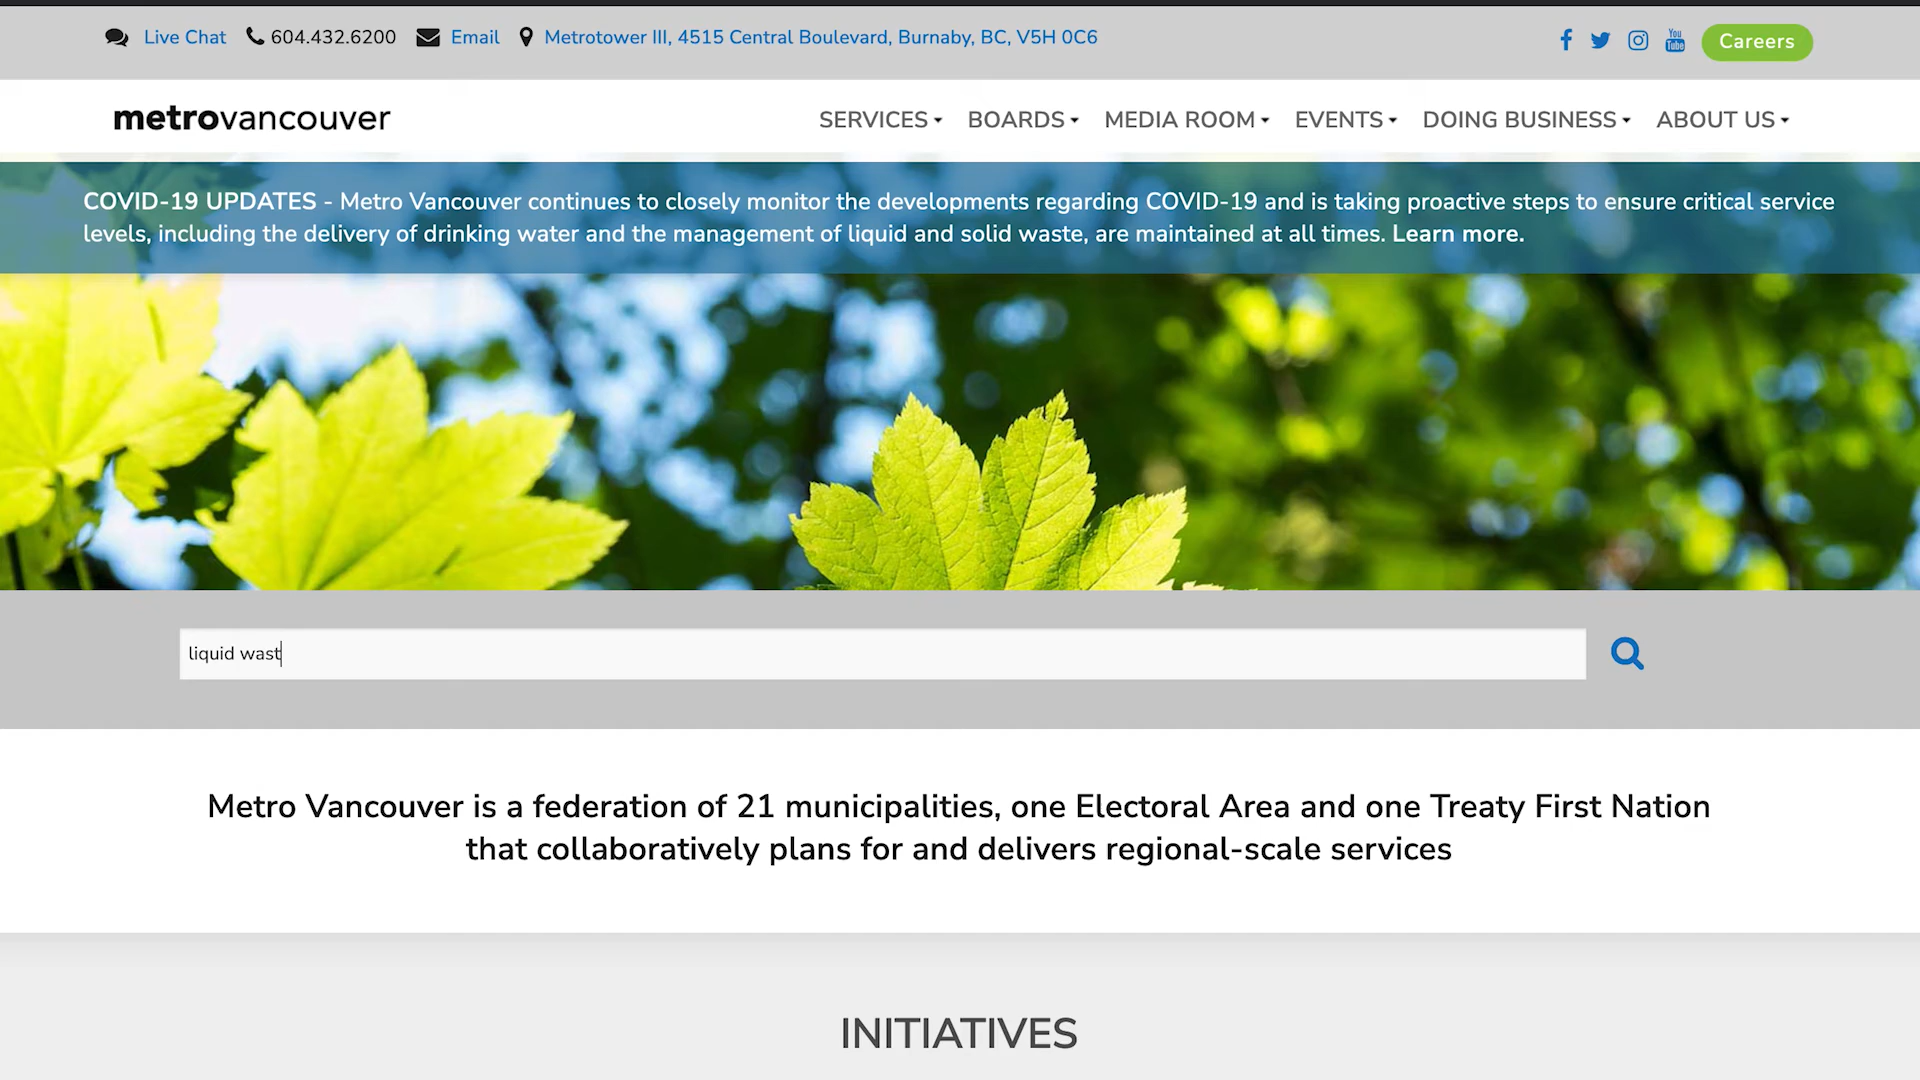 Live Chat 604.432.6200 Email Metrotower III, 4515 Central Boulevard, Burnaby, BC, V5H 0C6 You Tube Careers
metrovancouver SERVICES BOARDS MEDIA ROOM EVENTS DOING BUSINESS ABOUT US
COVID-19 UPDATES - Metro Vancouver continues to closely monitor the developments regarding COVID-19 and is taking proactive steps to ensure critical service
levels, including the delivery of drinking water and the management of liquid and solid waste, are maintained at all times. Learn more.
liquid wast
Metro Vancouver is a federation of 21 municipalities, one Electoral Area and one Treaty First Nation
that collaboratively plans for and delivers regional-scale services
INITIATIVES